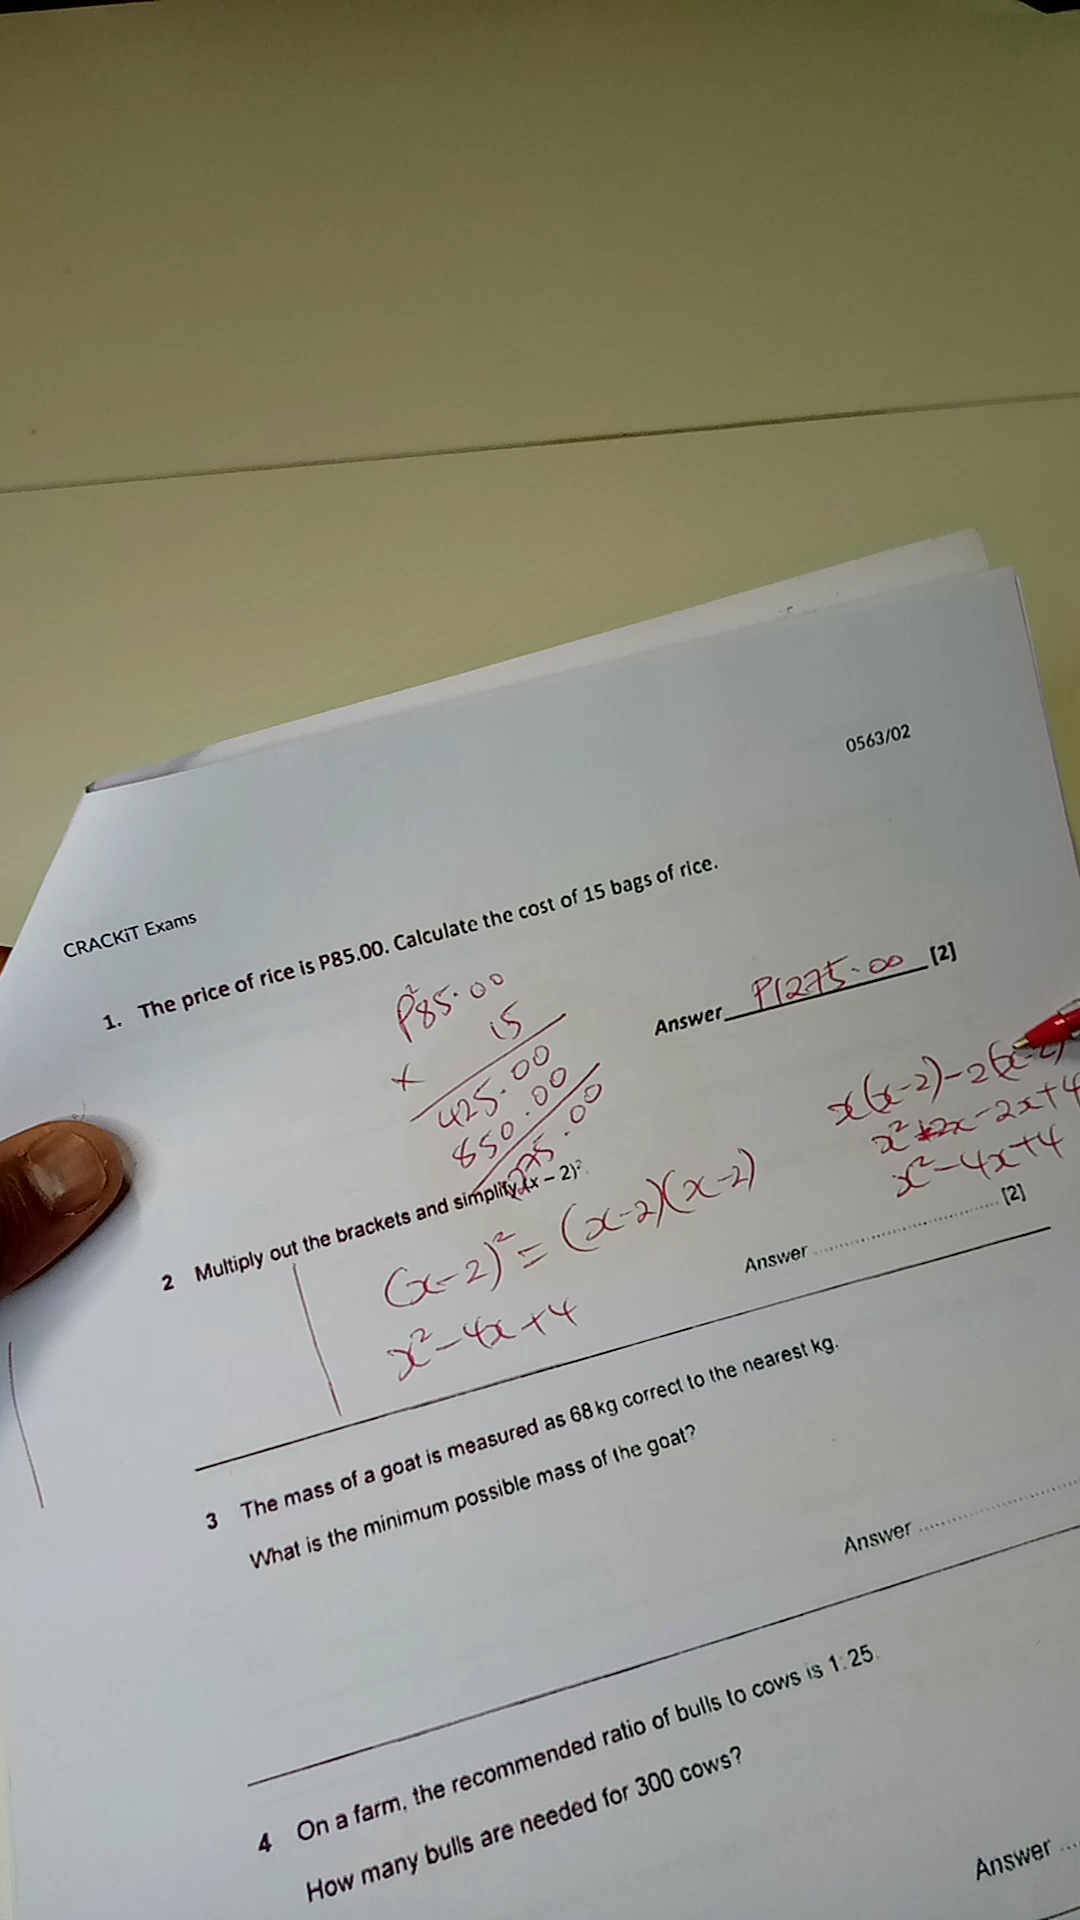 0563/02
CRACKiT Exams
1. The price of rice is P85.00. Calculate the cost of 15 bags of rice.
P85.00
2
× 15
425.00
850.00
1275.00
Answer P1275.00 [2]
2 Multiply out the brackets and simplify (x – 2)²
(x-2)² = (x-2)(x-2)
x² - 4x + 4
x(x-2)-2(x-2)
x² -2x - 2x + 4
x² - 4x + 4
Answer .................................... [2]
3 The mass of a goat is measured as 68 kg correct to the nearest kg.
What is the minimum possible mass of the goat?
Answer ..............................
4 On a farm, the recommended ratio of bulls to cows is 1:25.
How many bulls are needed for 300 cows?
Answer ...